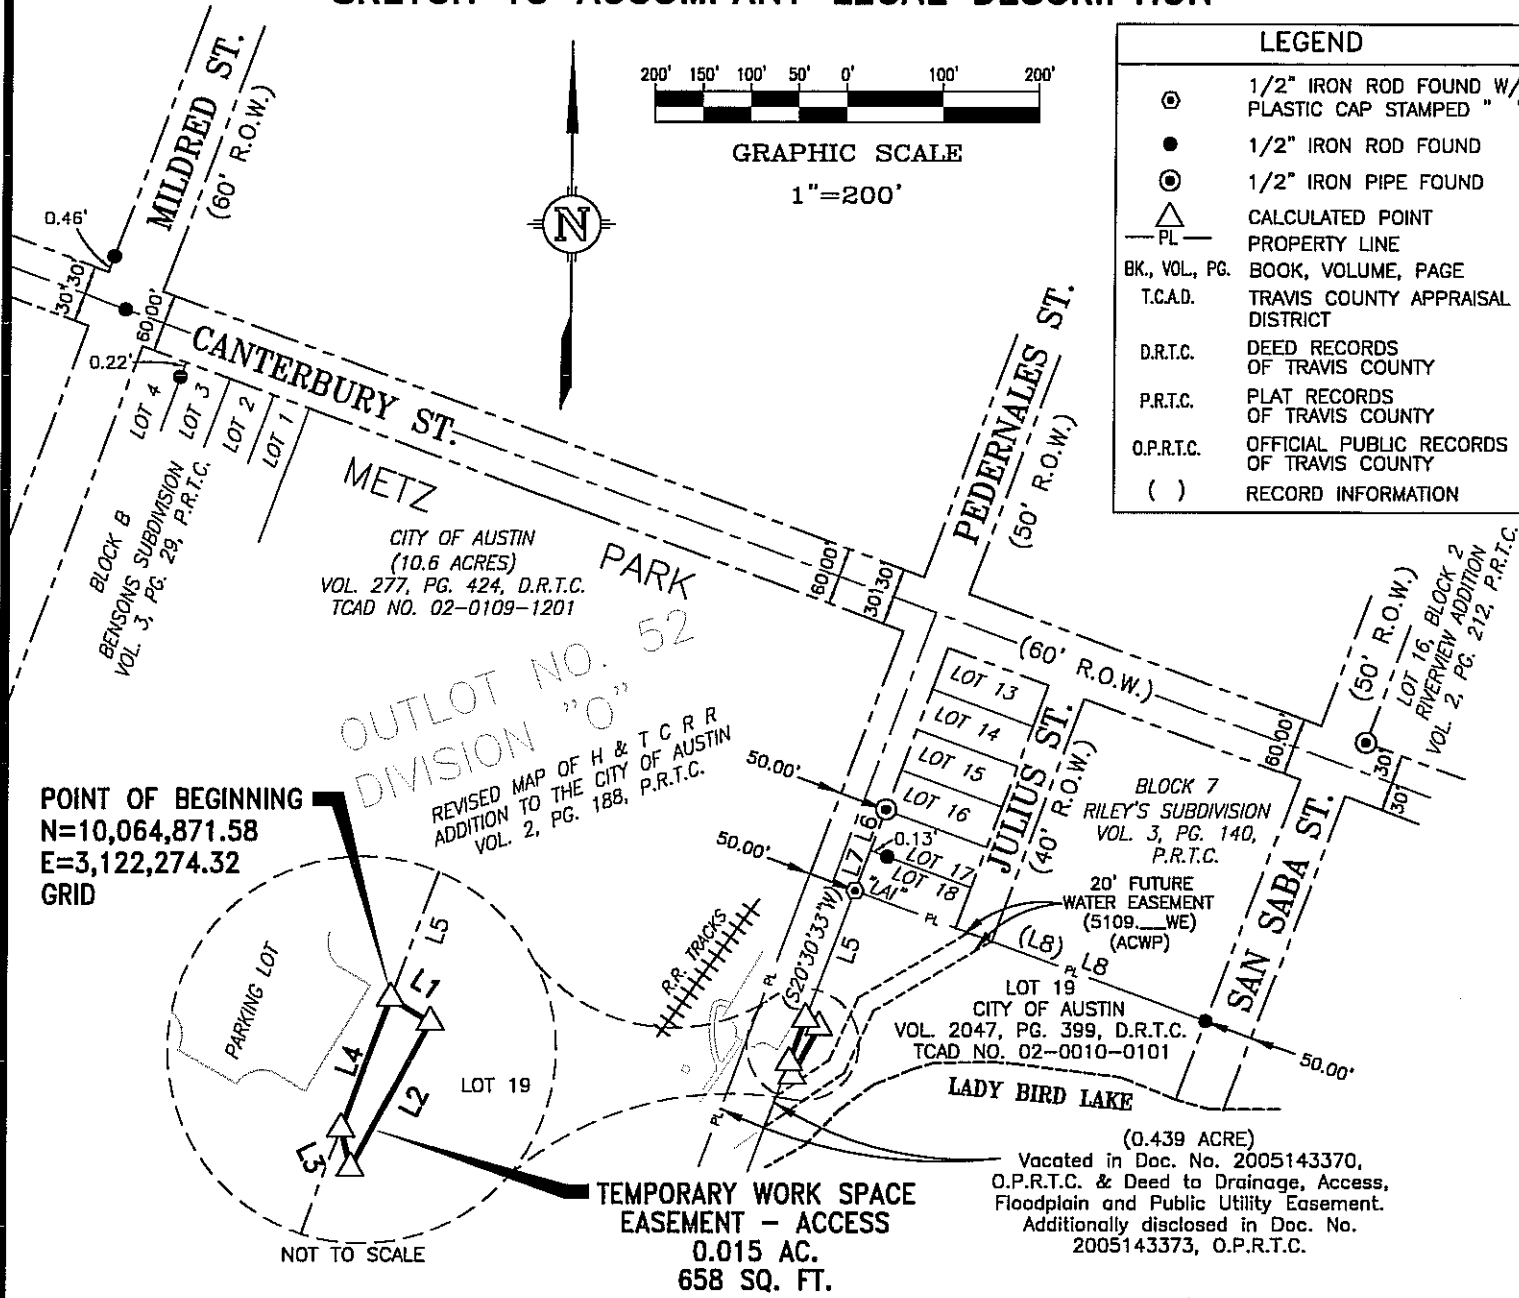 SKETCH TO ACCOMPANY LEGAL DESCRIPTION
200' 150' 100' 50' 0' 100' 200'
GRAPHIC SCALE
1"=200'
N
LEGEND
1/2" IRON ROD FOUND W/
PLASTIC CAP STAMPED " "
1/2" IRON ROD FOUND
1/2" IRON PIPE FOUND
CALCULATED POINT
PL PROPERTY LINE
BK., VOL., PG. BOOK, VOLUME, PAGE
T.C.A.D. TRAVIS COUNTY APPRAISAL
DISTRICT
D.R.T.C. DEED RECORDS
OF TRAVIS COUNTY
P.R.T.C. PLAT RECORDS
OF TRAVIS COUNTY
O.P.R.T.C. OFFICIAL PUBLIC RECORDS
OF TRAVIS COUNTY
( ) RECORD INFORMATION
MILDRED ST.
(60' R.O.W.)
0.46'
30' 30'
60.00'
0.22'
CANTERBURY ST.
LOT 4
LOT 3
LOT 2
LOT 1
BLOCK B
BENSONS SUBDIVISION
VOL. 3, PG. 29, P.R.T.C.
METZ
PARK
CITY OF AUSTIN
(10.6 ACRES)
VOL. 277, PG. 424, D.R.T.C.
TCAD NO. 02-0109-1201
OUTLOT NO. 52
DIVISION "O"
REVISED MAP OF H & T C R R
ADDITION TO THE CITY OF AUSTIN
VOL. 2, PG. 188, P.R.T.C.
PEDERNALES ST.
(50' R.O.W.)
60.00'
30' 30'
(60' R.O.W.)
LOT 13
LOT 14
LOT 15
LOT 16
LOT 17
LOT 18
JULIUS ST.
(40' R.O.W.)
BLOCK 7
RILEY'S SUBDIVISION
VOL. 3, PG. 140,
P.R.T.C.
(50' R.O.W.)
LOT 16, BLOCK 2
RIVERVIEW ADDITION
VOL. 2, PG. 212, P.R.T.C.
60.00'
30'
30'
SAN SABA ST.
50.00'
50.00'
L6
L7
0.13'
"LAI"
PL
(S20°30'33"W)
L5
PL
20' FUTURE
WATER EASEMENT
(5109.__WE)
(ACWP)
(L8)
PL
L8
LOT 19
CITY OF AUSTIN
VOL. 2047, PG. 399, D.R.T.C.
TCAD NO. 02-0010-0101
50.00'
LADY BIRD LAKE
R.R. TRACKS
PL
(0.439 ACRE)
Vacated in Doc. No. 2005143370,
O.P.R.T.C. & Deed to Drainage, Access,
Floodplain and Public Utility Easement.
Additionally disclosed in Doc. No.
2005143373, O.P.R.T.C.
POINT OF BEGINNING
N=10,064,871.58
E=3,122,274.32
GRID
L5
L1
PARKING LOT
L4
L2
LOT 19
L3
NOT TO SCALE
TEMPORARY WORK SPACE
EASEMENT - ACCESS
0.015 AC.
658 SQ. FT.